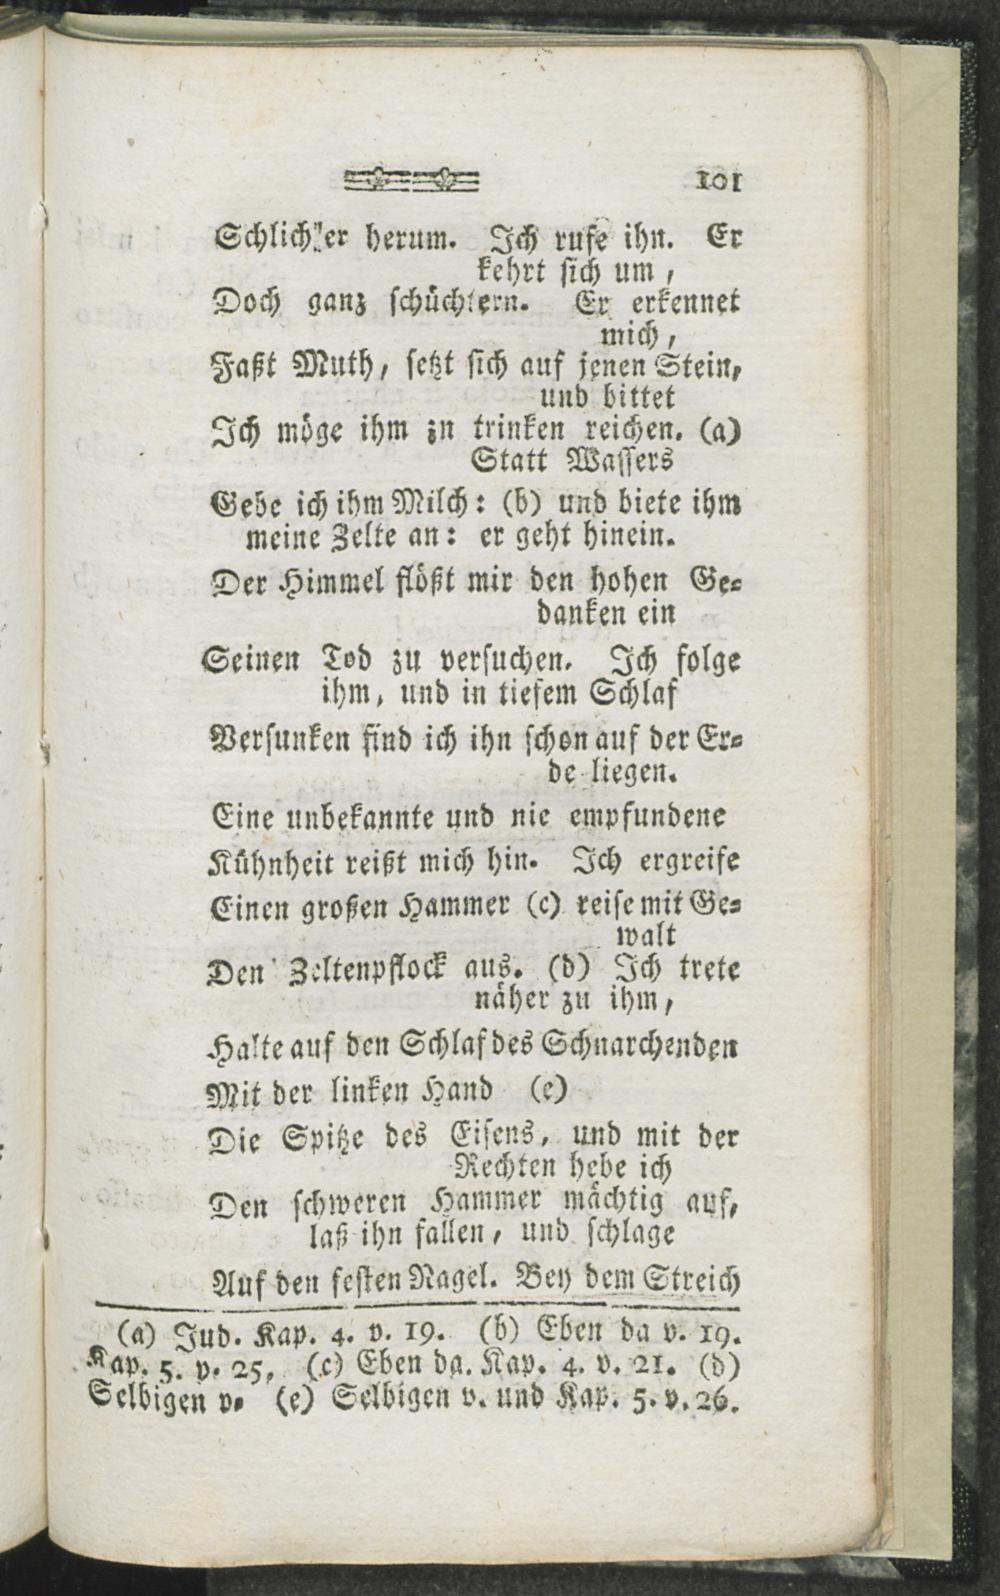 101
Schlich er herum. Ich rufe ihn. Er
kehrt sich um,
Doch ganz schüchtern. Er erkennet
mich,
Faßt Muth, setzt sich auf jenen Stein,
und bittet
Ich möge ihm zn trinken reichen. (a)
Statt Wassers
Gebe ich ihm Milch: (b) und biete ihm
meine Zelte an: er geht hinein.
Der Himmel flößt mir den hohen Ge-
danken ein
Seinen Tod zu versuchen. Ich folge
ihm, und in tiefem Schlaf
Versunken find ich ihn schon auf der Er-
de liegen.
Eine unbekannte und nie empfundene
Kühnheit reißt mich hin. Ich ergreife
Einen großen Hammer (c) reise mit Ge-
walt
Den Zeltenpflock aus. (d) Ich trete
näher zu ihm,
Halte auf den Schlaf des Schnarchenden
Mit der linken Hand (e)
Die Spitze des Eisens, und mit der
Rechten hebe ich
Den schweren Hammer mächtig auf,
laß ihn fallen, und schlage
Auf den festen Nagel. Bey dem Streich
(a) Jud. Kap. 4. v. 19. (b) Eben da v. 19.
Kap. 5. v. 25, (c) Eben da. Kap. 4. v. 21. (d)
Selbigen v. (e) Selbigen v. und Kap. 5. v. 26.